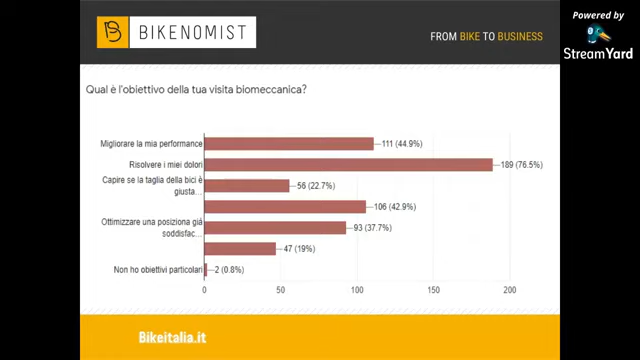 Powered by
StreamYard
BIKENOMIST
FROM BIKE TO BUSINESS
Qual è l'obiettivo della tua visita biomeccanica?
Migliorare la mia performance
111 (44.9%)
Risolvere i miei dolori
189 (76.5%)
Capire se la taglia della bici è
giusta…
56 (22.7%)
106 (42.9%)
Ottimizzare una posiziona già
soddisfac…
93 (37.7%)
47 (19%)
Non ho obiettivi particolari
2 (0.8%)
0
50
100
150
200
Bikeitalia.it